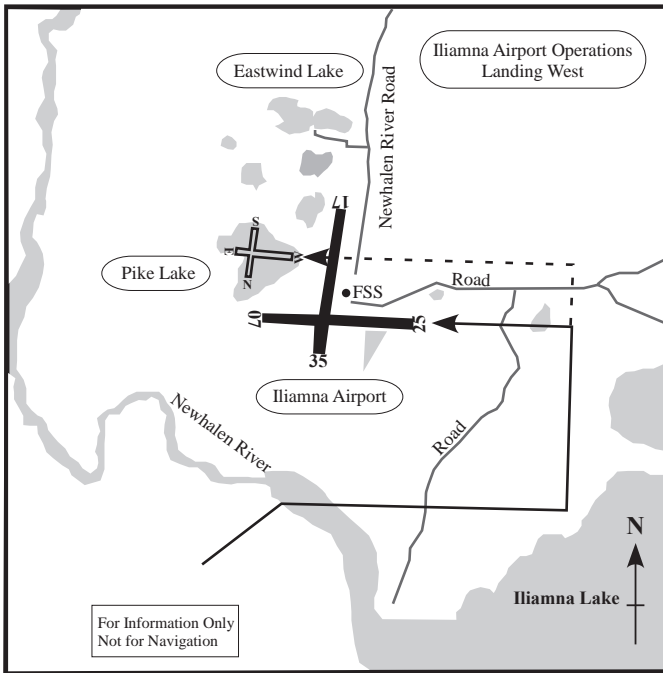 Iliamna Airport Operations
Landing West
Eastwind Lake
Newhalen River Road
17
S
E
W
N
Pike Lake
FSS
Road
07
25
35
Iliamna Airport
Newhalen River
Road
N
Iliamna Lake
For Information Only
Not for Navigation